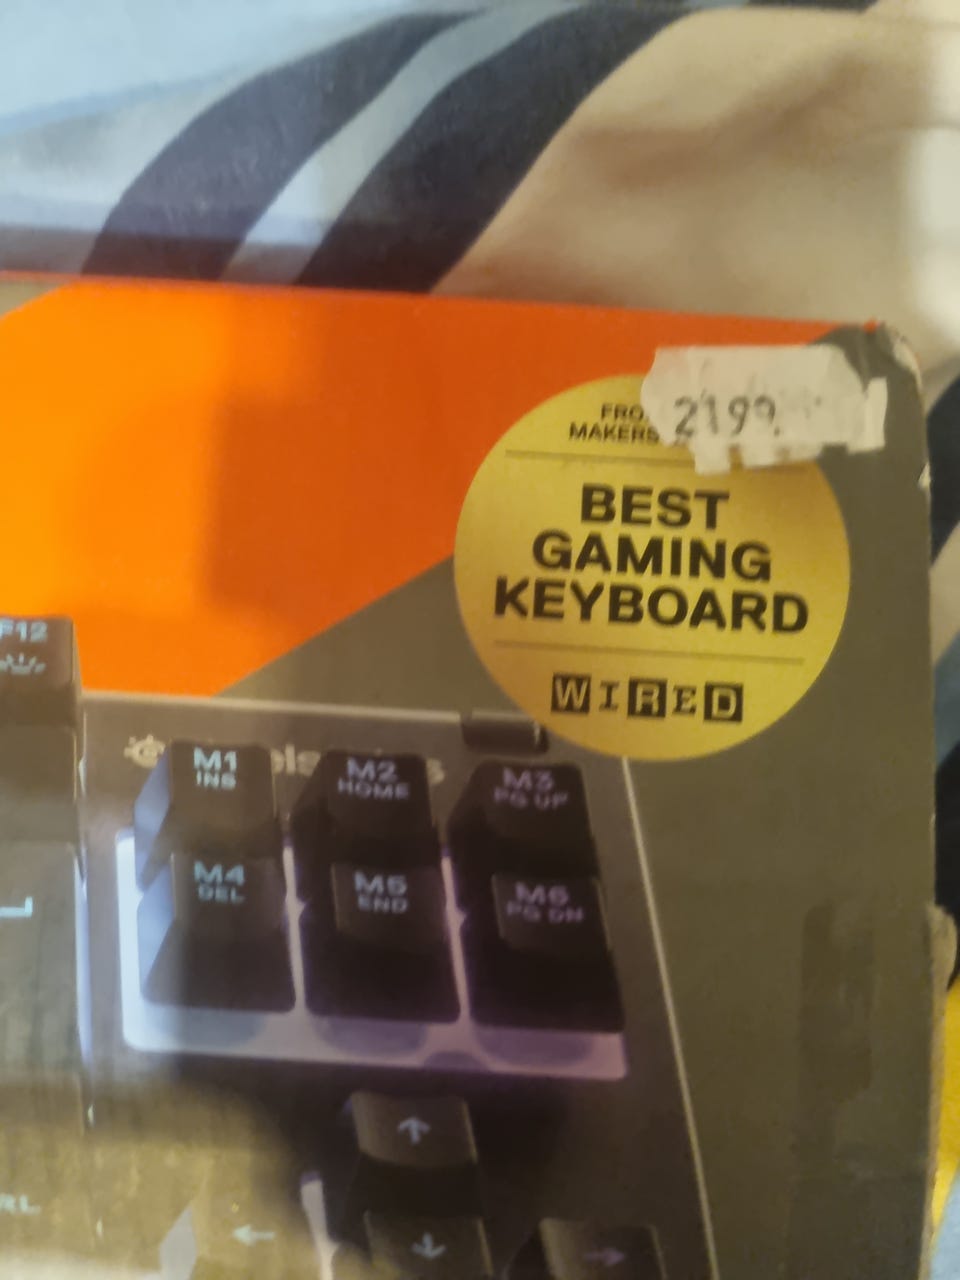 2199.
MAKERS
BEST
GAMING
KEYBOARD
WIRED
F12
M1
INS
M2
HOME
M3
PG UP
M4
DEL
M5
END
M6
PG DN